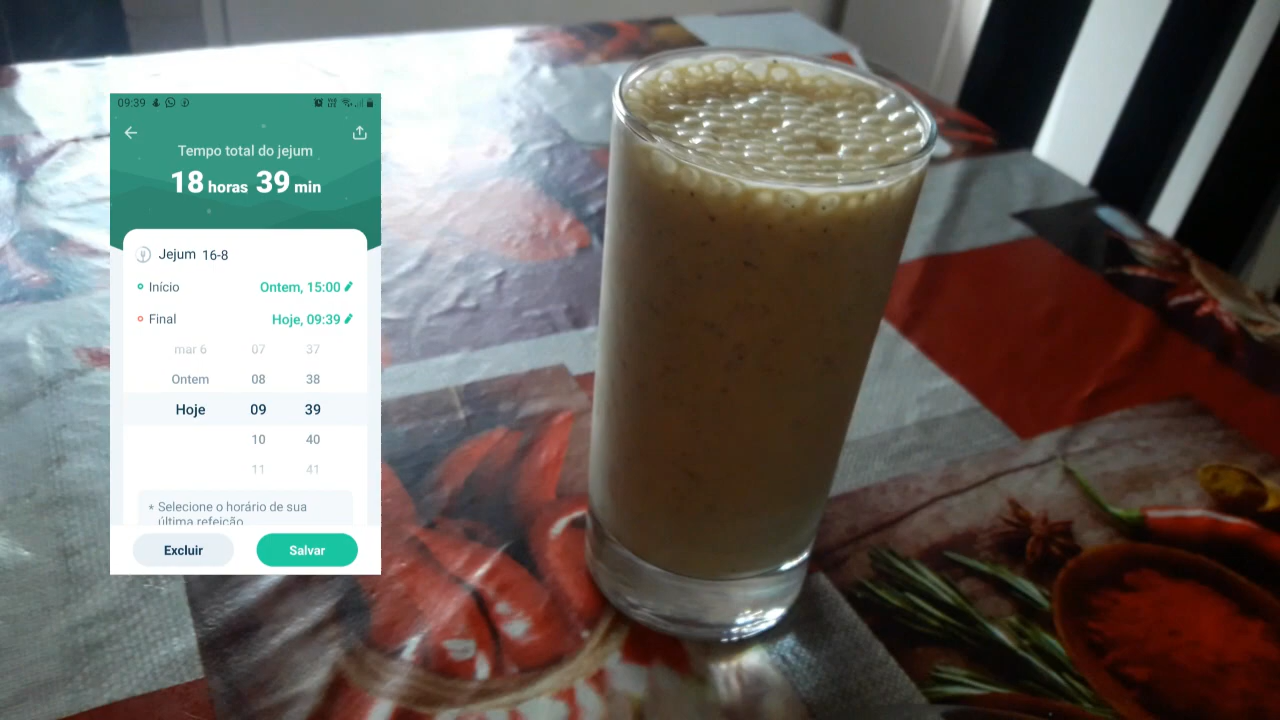 09:39
Tempo total do jejum
18 horas 39 min
Jejum 16-8
Início Ontem, 15:00
Final Hoje, 09:39
mar 6 07 37
Ontem 08 38
Hoje 09 39
10 40
11 41
* Selecione o horário de sua
última refeição
Excluir Salvar